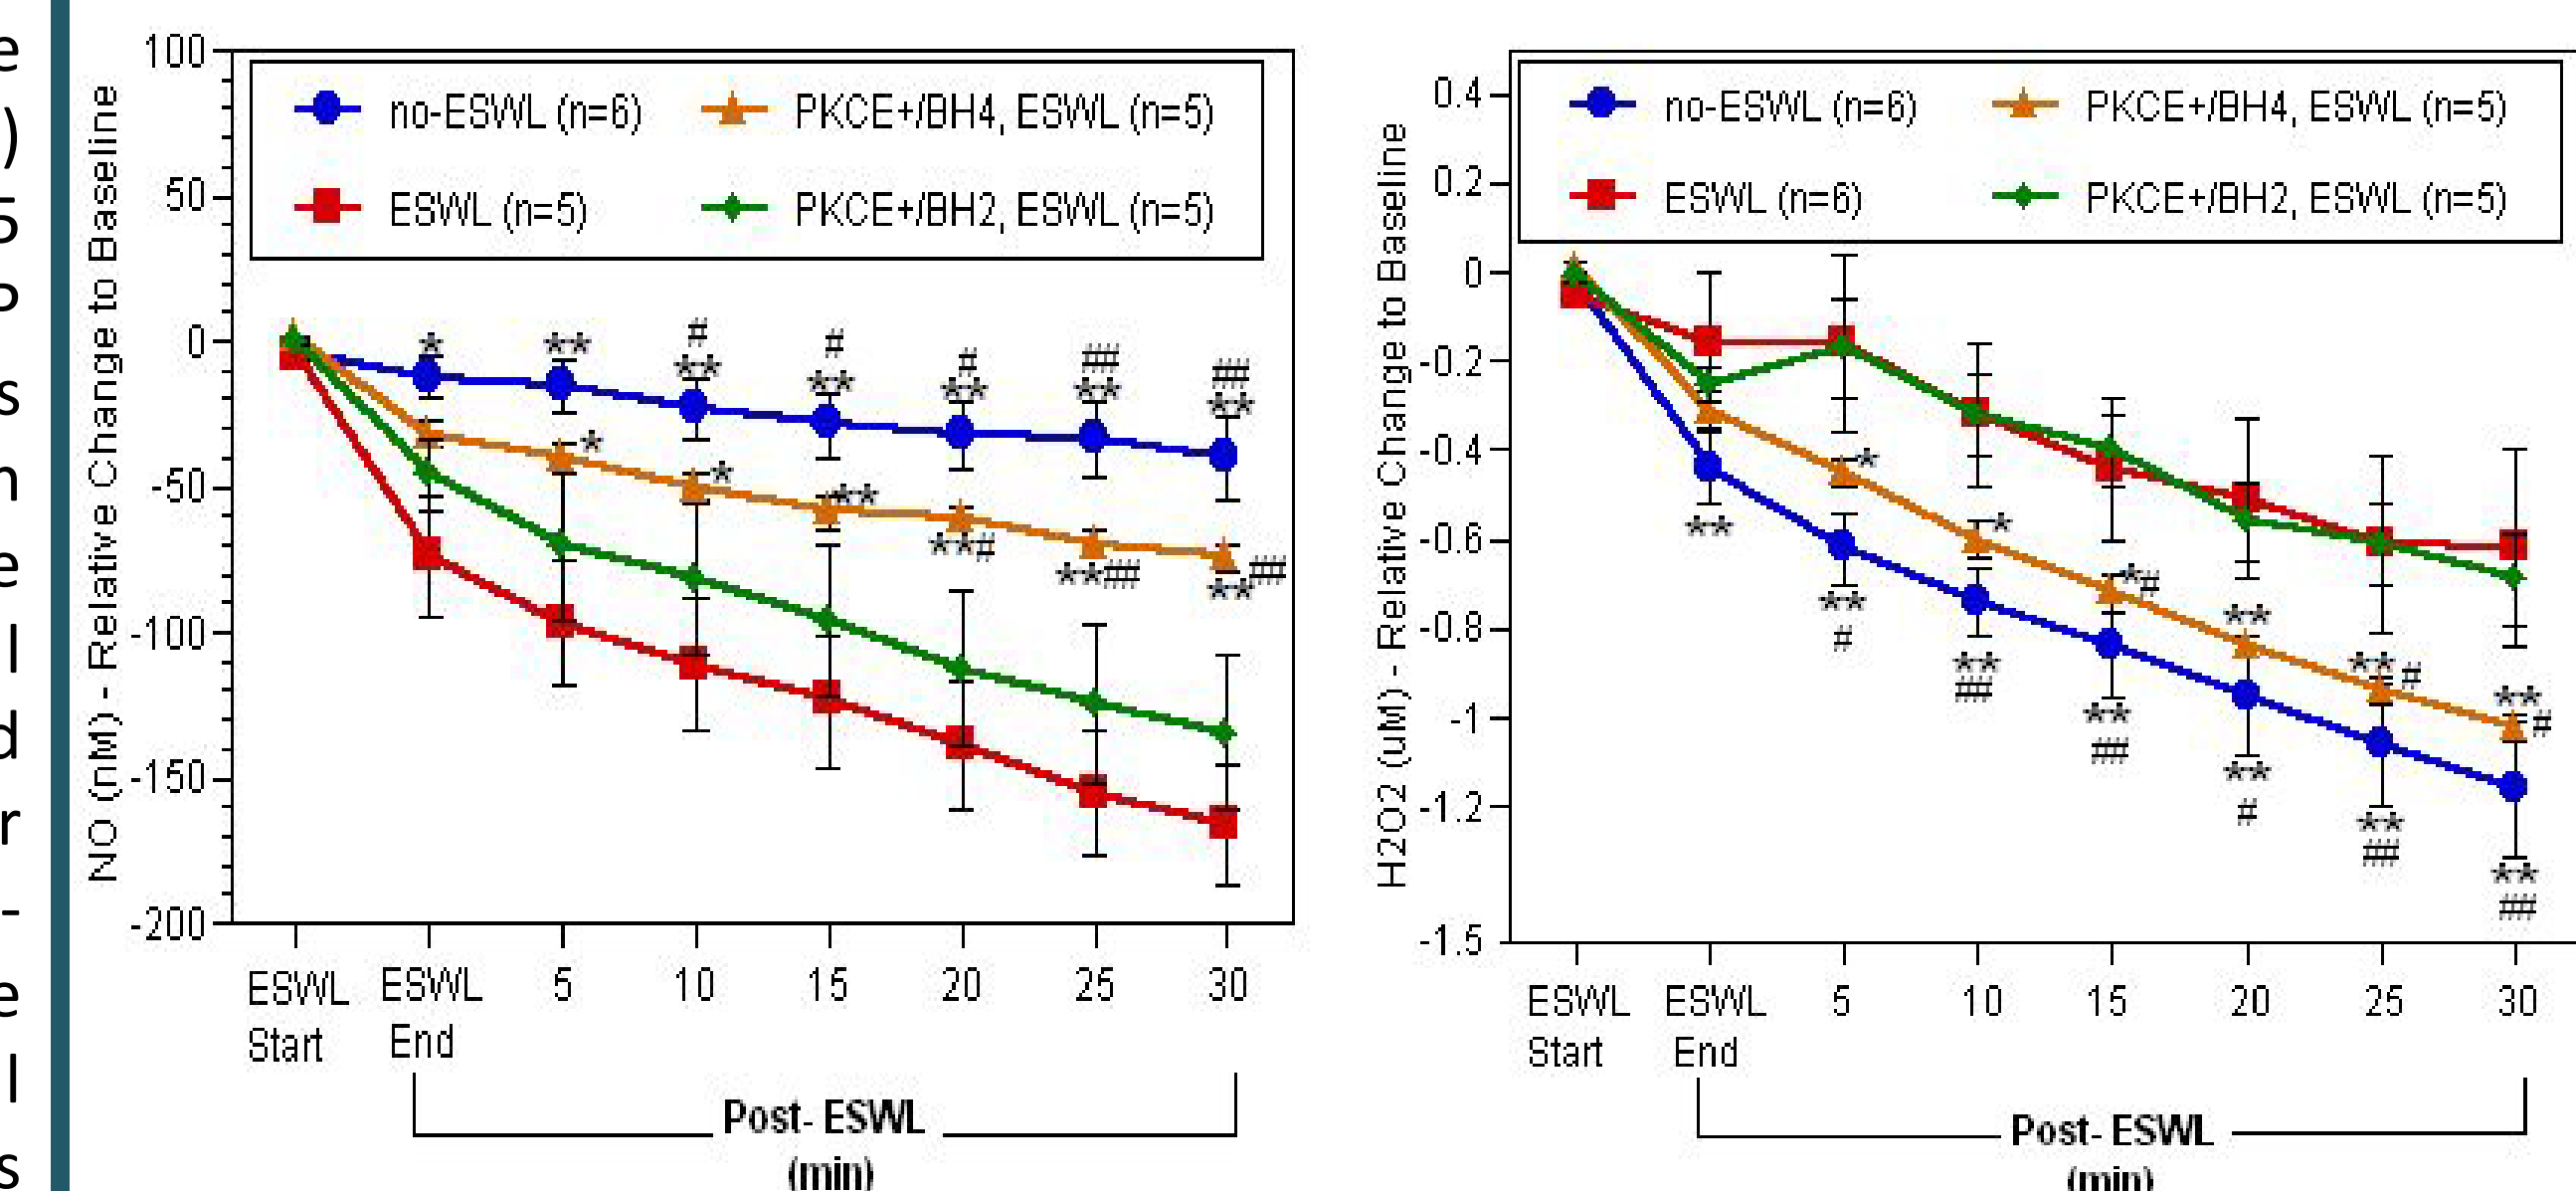 e
)
5
P
s
n
e
l
d
r
-
e
l
s
NO (nM) - Relative Change to Baseline
100
50
0
-50
-100
-150
-200
no-ESWL (n=6)
PKCE+/BH4, ESWL (n=5)
ESWL (n=5)
PKCE+/BH2, ESWL (n=5)
* ** # ** # ** # ** ## ** ## **
* * ** **# **## **##
ESWL Start
ESWL End
5 10 15 20 25 30
Post- ESWL
(min)
H2O2 (uM) - Relative Change to Baseline
0.4
0.2
0
-0.2
-0.4
-0.6
-0.8
-1
-1.2
-1.5
no-ESWL (n=6)
PKCE+/BH4, ESWL (n=5)
ESWL (n=6)
PKCE+/BH2, ESWL (n=5)
* * *# ** **# **#
** ** # ** ## ** ## ** # ** ## ** ##
ESWL Start
ESWL End
5 10 15 20 25 30
Post- ESWL
(min)